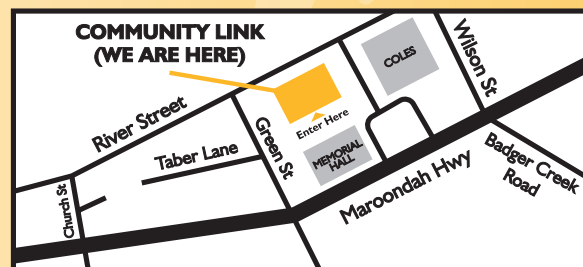 COMMUNITY LINK
(WE ARE HERE)
Wilson St
COLES
River Street
Enter Here
Green St
Taber Lane
MEMORIAL
HALL
Maroondah Hwy
Badger Creek
Road
Church St